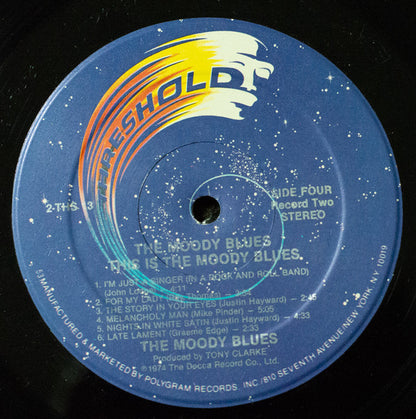 THRESHOLD
SIDE FOUR
2-THS 13 Record Two
STEREO
THE MOODY BLUES
THIS IS THE MOODY BLUES
1. I'M JUST A SINGER (IN A ROCK AND ROLL BAND)
(John Lodge) - 4:11
2. FOR MY LADY (Ray Thomas) -
3. THE STORY IN YOUR EYES (Justin Hayward) - 2:45
4. MELANCHOLY MAN (Mike Pinder) - 5:05
5. NIGHTS IN WHITE SATIN (Justin Hayward) - 4:33
6. LATE LAMENT (Graeme Edge) - 2:33
THE MOODY BLUES
Produced by TONY CLARKE
℗ 1974 The Decca Record Co., Ltd.
MANUFACTURED & MARKETED BY POLYGRAM RECORDS INC./810 SEVENTH AVENUE/NEW YORK, N.Y. 10019